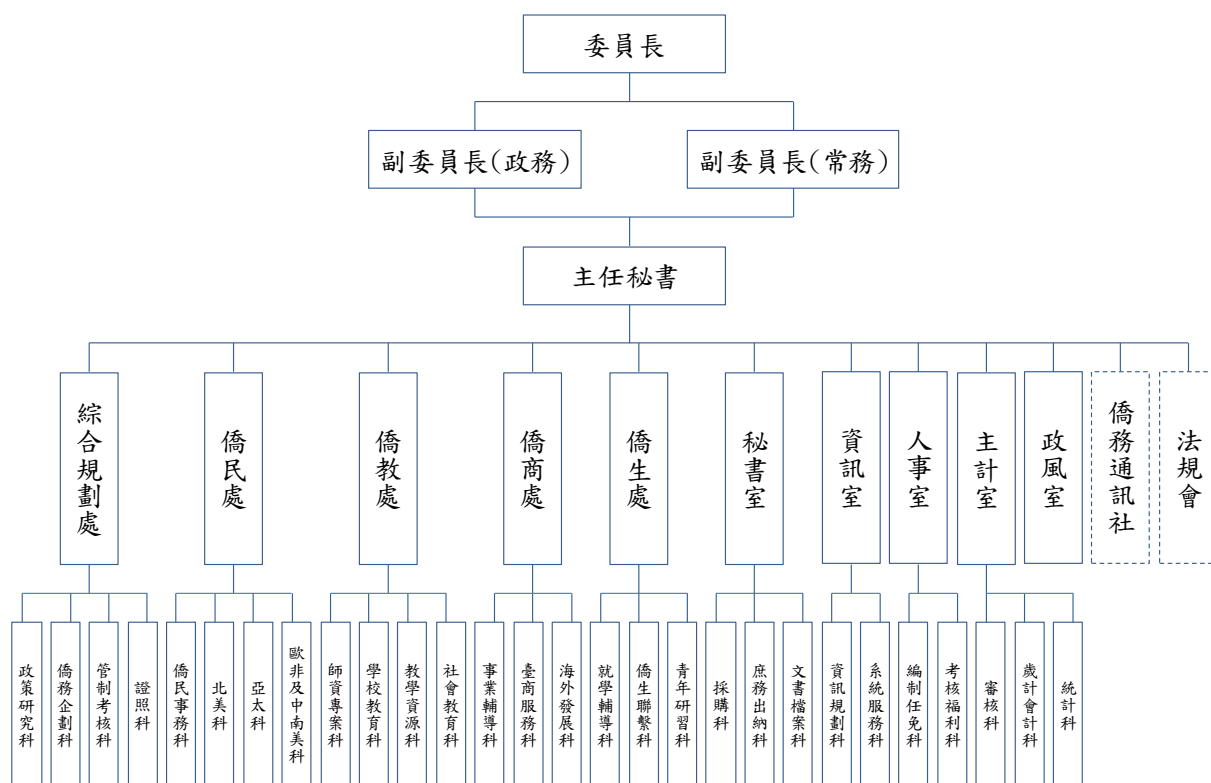 委員長
副委員長(政務)
副委員長(常務)
主任秘書
綜合規劃處
僑民處
僑教處
僑商處
僑生處
秘書室
資訊室
人事室
主計室
政風室
僑務通訊社
法規會
政策研究科
僑務企劃科
管制考核科
證照科
僑民事務科
北美科
亞太科
歐非及中南美科
師資專案科
學校教育科
教學資源科
社會教育科
事業輔導科
臺商服務科
海外發展科
就學輔導科
僑生聯繫科
青年研習科
採購科
庶務出納科
文書檔案科
資訊規劃科
系統服務科
編制任免科
考核福利科
審核科
歲計會計科
統計科